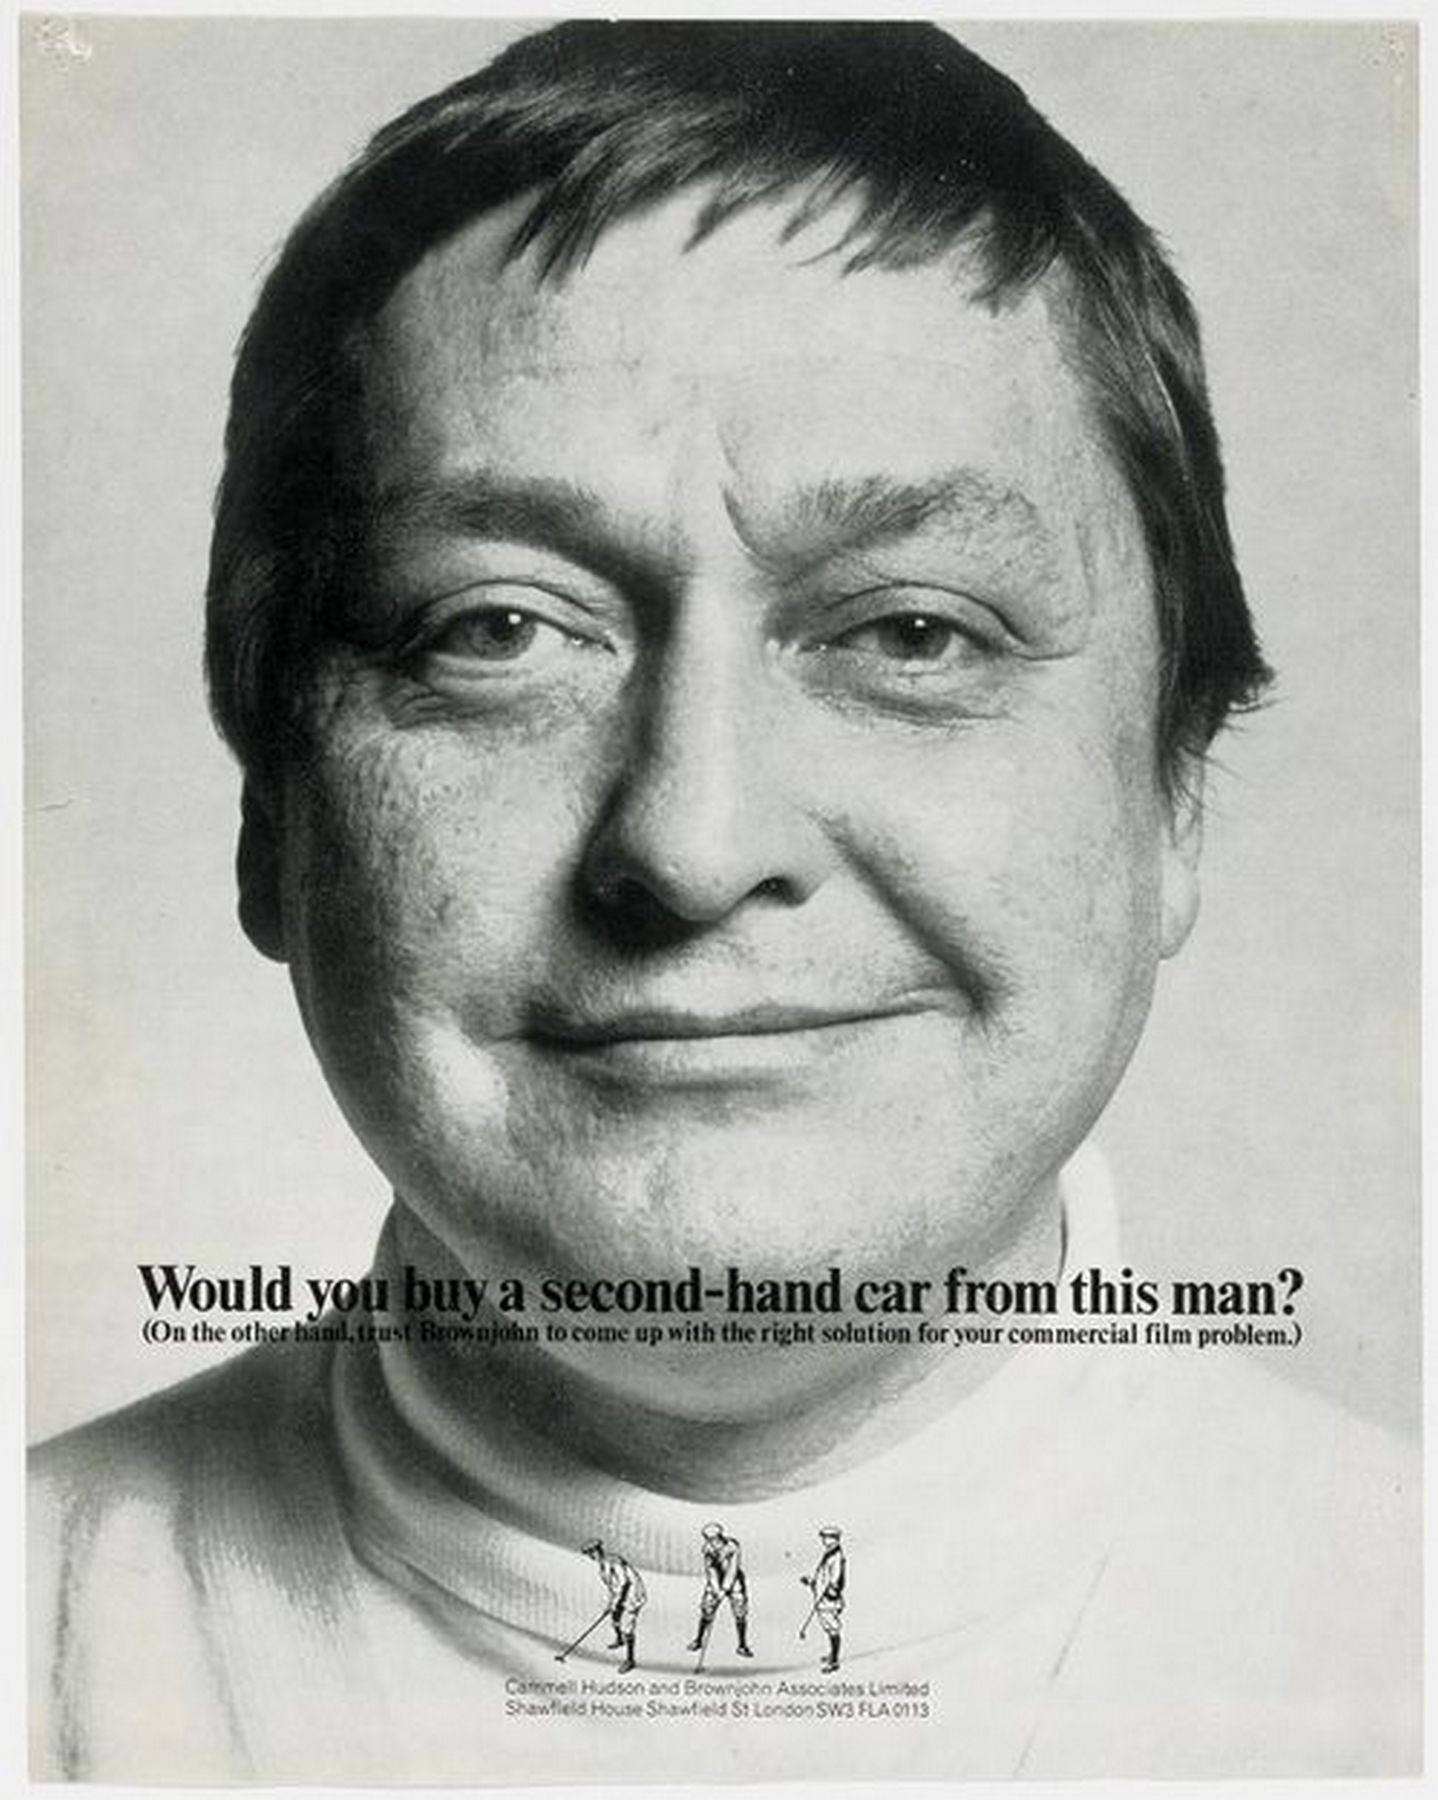 Would you buy a second-hand car from this man?
(On the other hand, trust Brownjohn to come up with the right solution for your commercial film problem.)
Cammell Hudson and Brownjohn Associates Limited
Shawfield House Shawfield St London SW3 FLA 0113